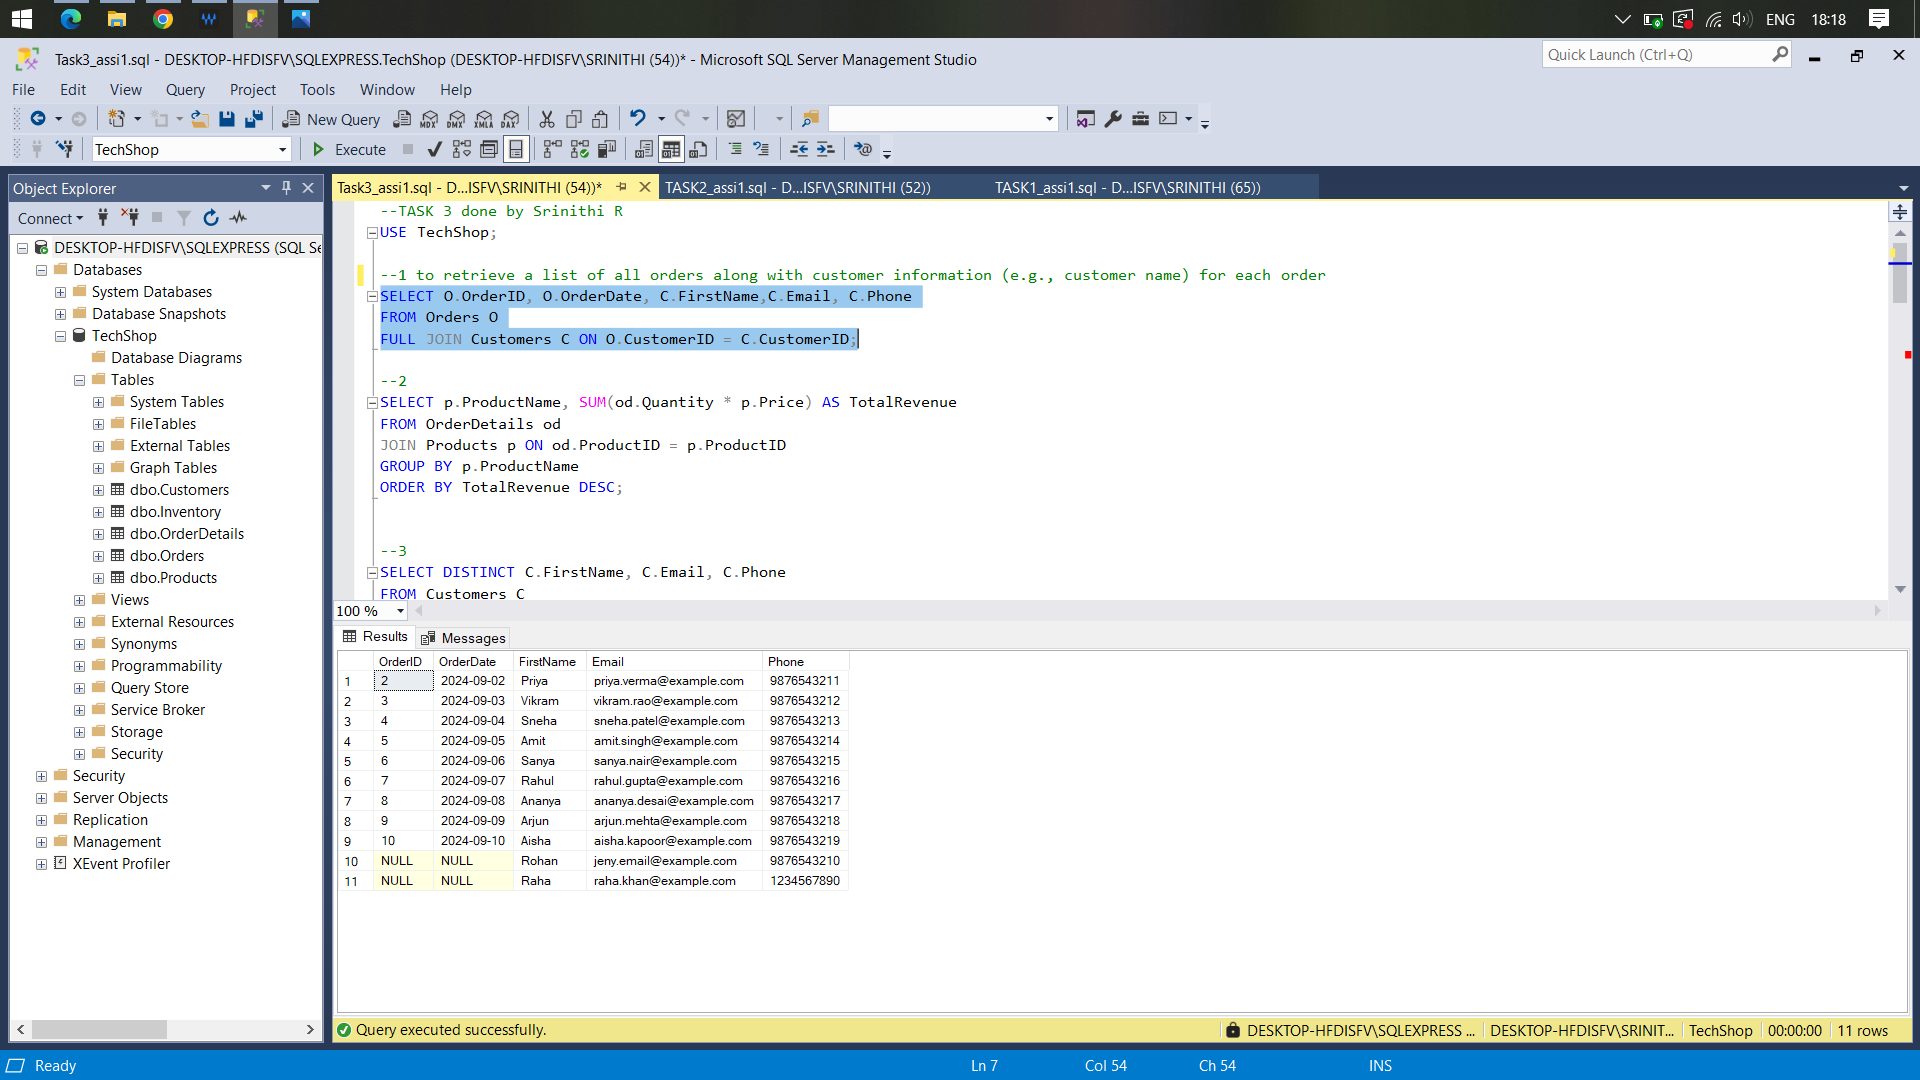 ENG 18:18
Task3_assi1.sql - DESKTOP-HFDISFV\SQLEXPRESS.TechShop (DESKTOP-HFDISFV\SRINITHI (54))* - Microsoft SQL Server Management Studio
Quick Launch (Ctrl+Q)
File Edit View Query Project Tools Window Help
New Query MDX DMX XMLA DAX
TechShop Execute
Object Explorer
Task3_assi1.sql - D...ISFV\SRINITHI (54))* TASK2_assi1.sql - D...ISFV\SRINITHI (52)) TASK1_assi1.sql - D...ISFV\SRINITHI (65))
Connect
DESKTOP-HFDISFV\SQLEXPRESS (SQL Se
Databases
System Databases
Database Snapshots
TechShop
Database Diagrams
Tables
System Tables
FileTables
External Tables
Graph Tables
dbo.Customers
dbo.Inventory
dbo.OrderDetails
dbo.Orders
dbo.Products
Views
External Resources
Synonyms
Programmability
Query Store
Service Broker
Storage
Security
Security
Server Objects
Replication
Management
XEvent Profiler
--TASK 3 done by Srinithi R
USE TechShop;
--1 to retrieve a list of all orders along with customer information (e.g., customer name) for each order
SELECT O.OrderID, O.OrderDate, C.FirstName,C.Email, C.Phone
FROM Orders O
FULL JOIN Customers C ON O.CustomerID = C.CustomerID;
--2
SELECT p.ProductName, SUM(od.Quantity * p.Price) AS TotalRevenue
FROM OrderDetails od
JOIN Products p ON od.ProductID = p.ProductID
GROUP BY p.ProductName
ORDER BY TotalRevenue DESC;
--3
SELECT DISTINCT C.FirstName, C.Email, C.Phone
FROM Customers C
100 %
Results Messages
OrderID OrderDate FirstName Email Phone
1 2 2024-09-02 Priya priya.verma@example.com 9876543211
2 3 2024-09-03 Vikram vikram.rao@example.com 9876543212
3 4 2024-09-04 Sneha sneha.patel@example.com 9876543213
4 5 2024-09-05 Amit amit.singh@example.com 9876543214
5 6 2024-09-06 Sanya sanya.nair@example.com 9876543215
6 7 2024-09-07 Rahul rahul.gupta@example.com 9876543216
7 8 2024-09-08 Ananya ananya.desai@example.com 9876543217
8 9 2024-09-09 Arjun arjun.mehta@example.com 9876543218
9 10 2024-09-10 Aisha aisha.kapoor@example.com 9876543219
10 NULL NULL Rohan jeny.email@example.com 9876543210
11 NULL NULL Raha raha.khan@example.com 1234567890
Query executed successfully. DESKTOP-HFDISFV\SQLEXPRESS ... DESKTOP-HFDISFV\SRINIT... TechShop 00:00:00 11 rows
Ready Ln 7 Col 54 Ch 54 INS